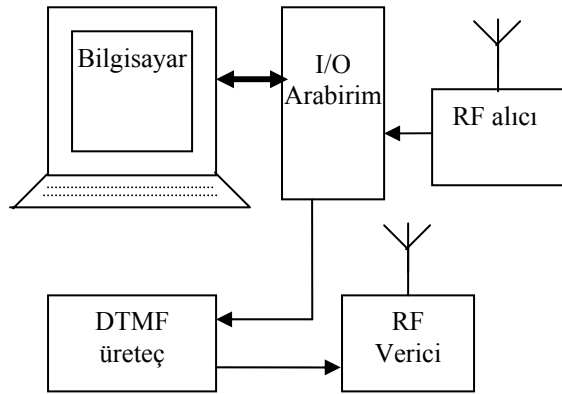 Bilgisayar
I/O
Arabirim
RF alıcı
DTMF
üreteç
RF
Verici